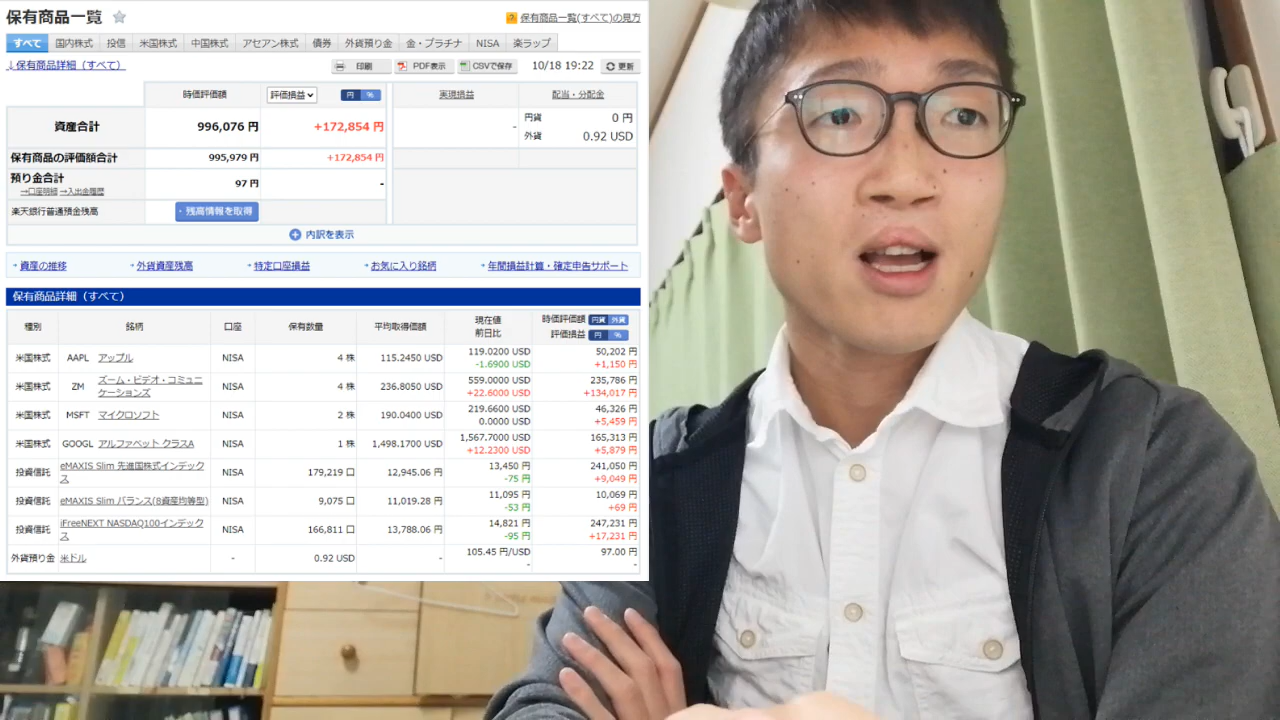 保有商品一覧
保有商品一覧(すべて)の見方
すべて 国内株式 投信 米国株式 中国株式 アセアン株式 債券 外貨預り金 金・プラチナ NISA 楽ラップ
↓保有商品詳細（すべて）
印刷 PDF表示 CSVで保存 10/18 19:22 更新
時価評価額 評価損益 円 % 実現損益 配当・分配金
資産合計 996,076 円 +172,854 円 - 円貨 0 円
外貨 0.92 USD
保有商品の評価額合計 995,979 円 +172,854 円
預り金合計 97 円 -
→口座明細 →入出金履歴
楽天銀行普通預金残高 ・残高情報を取得
内訳を表示
資産の推移 外貨資産残高 特定口座損益 お気に入り銘柄 年間損益計算・確定申告サポート
保有商品詳細（すべて）
種別 銘柄 口座 保有数量 平均取得価額 現在値 時価評価額 円貨 外貨
前日比 評価損益 円 %
米国株式 AAPL アップル NISA 4 株 115.2450 USD 119.0200 USD 50,202 円
-1.6900 USD +1,150 円
米国株式 ZM ズーム・ビデオ・コミュニケーションズ NISA 4 株 236.8050 USD 559.0000 USD 235,786 円
+22.6000 USD +134,017 円
米国株式 MSFT マイクロソフト NISA 2 株 190.0400 USD 219.6600 USD 46,326 円
0.0000 USD +5,459 円
米国株式 GOOGL アルファベット クラスA NISA 1 株 1,498.1700 USD 1,567.7000 USD 165,313 円
+12.2300 USD +5,879 円
投資信託 eMAXIS Slim 先進国株式インデックス NISA 179,219 口 12,945.06 円 13,450 円 241,050 円
-75 円 +9,049 円
投資信託 eMAXIS Slim バランス(8資産均等型) NISA 9,075 口 11,019.28 円 11,095 円 10,069 円
-53 円 +69 円
投資信託 iFreeNEXT NASDAQ100インデックス NISA 166,811 口 13,788.06 円 14,821 円 247,231 円
-95 円 +17,231 円
外貨預り金 米ドル - 0.92 USD - 105.45 円/USD 97.00 円
- -